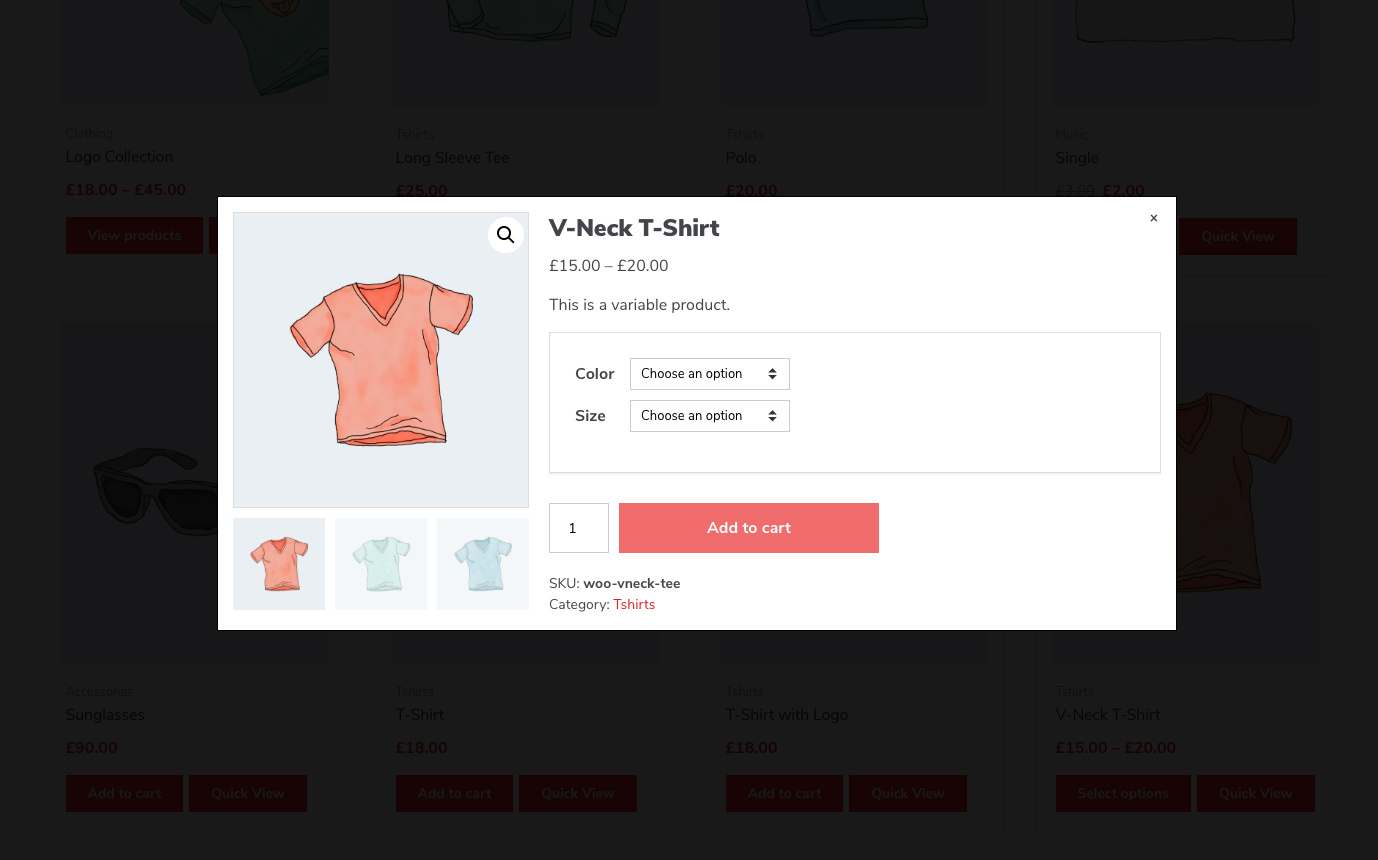 Clothing
Logo Collection
£18.00 – £45.00
View products
Tshirts
Long Sleeve Tee
£25.00
Tshirts
Polo
£20.00
Music
Single
£3.00 £2.00
Quick View
V-Neck T-Shirt
×
£15.00 – £20.00
This is a variable product.
Color Choose an option
Size Choose an option
1 Add to cart
SKU: woo-vneck-tee
Category: Tshirts
Accessories
Sunglasses
£90.00
Add to cart Quick View
Tshirts
T-Shirt
£18.00
Add to cart Quick View
Tshirts
T-Shirt with Logo
£18.00
Add to cart Quick View
Tshirts
V-Neck T-Shirt
£15.00 – £20.00
Select options Quick View